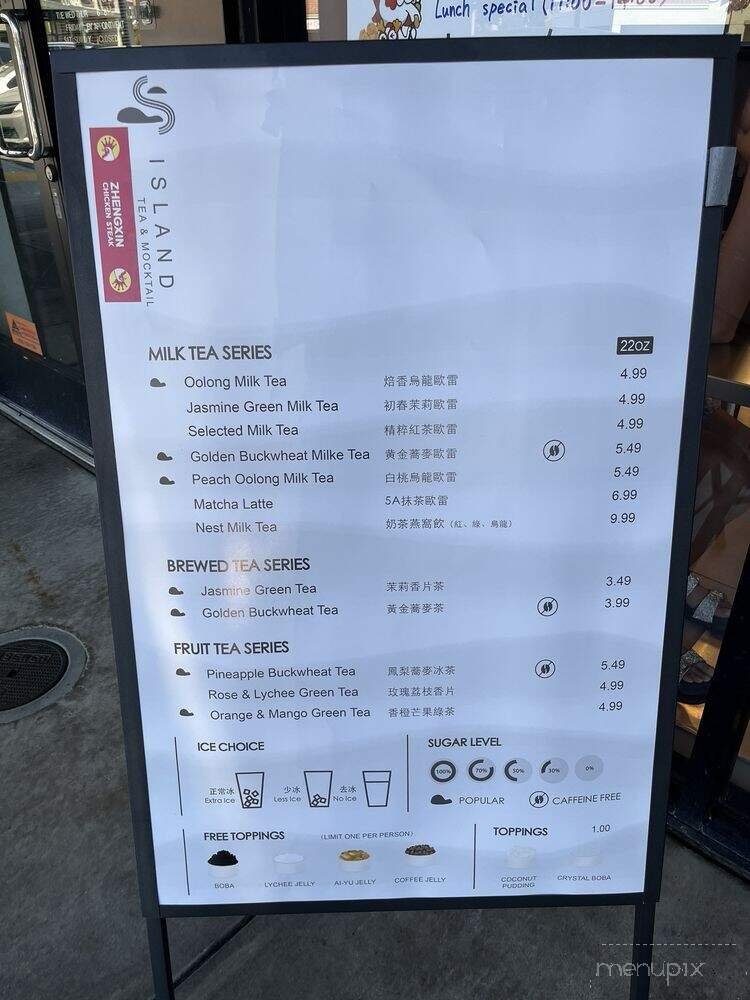 Lunch special
ISLAND
TEA & MOCKTAIL
ZHENGXIN
CHICKEN STEAK
MILK TEA SERIES 22oz
Oolong Milk Tea 焙香烏龍歐雷 4.99
Jasmine Green Milk Tea 初春茉莉歐雷 4.99
Selected Milk Tea 精粹紅茶歐雷 4.99
Golden Buckwheat Milke Tea 黄金蕎麥歐雷 5.49
Peach Oolong Milk Tea 白桃烏龍歐雷 5.49
Matcha Latte 5A抹茶歐雷 6.99
Nest Milk Tea 奶茶燕窩飲（紅、綠、烏龍） 9.99
BREWED TEA SERIES
Jasmine Green Tea 茉莉香片茶 3.49
Golden Buckwheat Tea 黃金蕎麥茶 3.99
FRUIT TEA SERIES
Pineapple Buckwheat Tea 鳳梨蕎麥冰茶 5.49
Rose & Lychee Green Tea 玫瑰荔枝香片 4.99
Orange & Mango Green Tea 香橙芒果綠茶 4.99
ICE CHOICE
正常冰 少冰 去冰
Extra Ice Less Ice No Ice
SUGAR LEVEL
100% 70% 50% 30% 0%
POPULAR CAFFEINE FREE
FREE TOPPINGS (LIMIT ONE PER PERSON)
BOBA LYCHEE JELLY AI-YU JELLY COFFEE JELLY
TOPPINGS 1.00
COCONUT PUDDING CRYSTAL BOBA
menupix